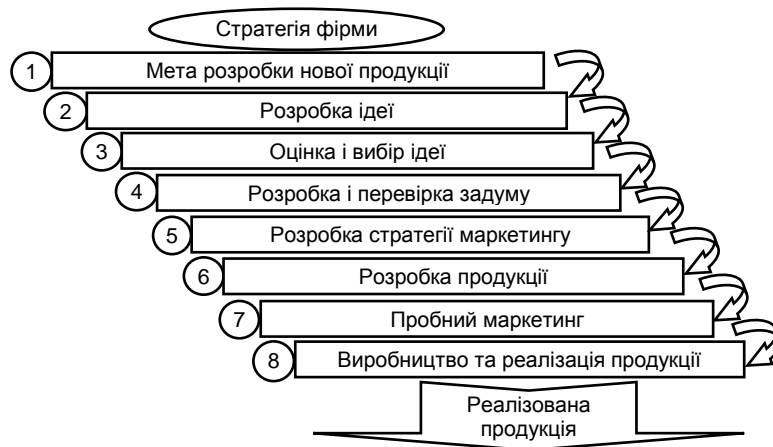 Стратегія фірми
1 Мета розробки нової продукції
2 Розробка ідеї
3 Оцінка і вибір ідеї
4 Розробка і перевірка задуму
5 Розробка стратегії маркетингу
6 Розробка продукції
7 Пробний маркетинг
8 Виробництво та реалізація продукції
Реалізована
продукція